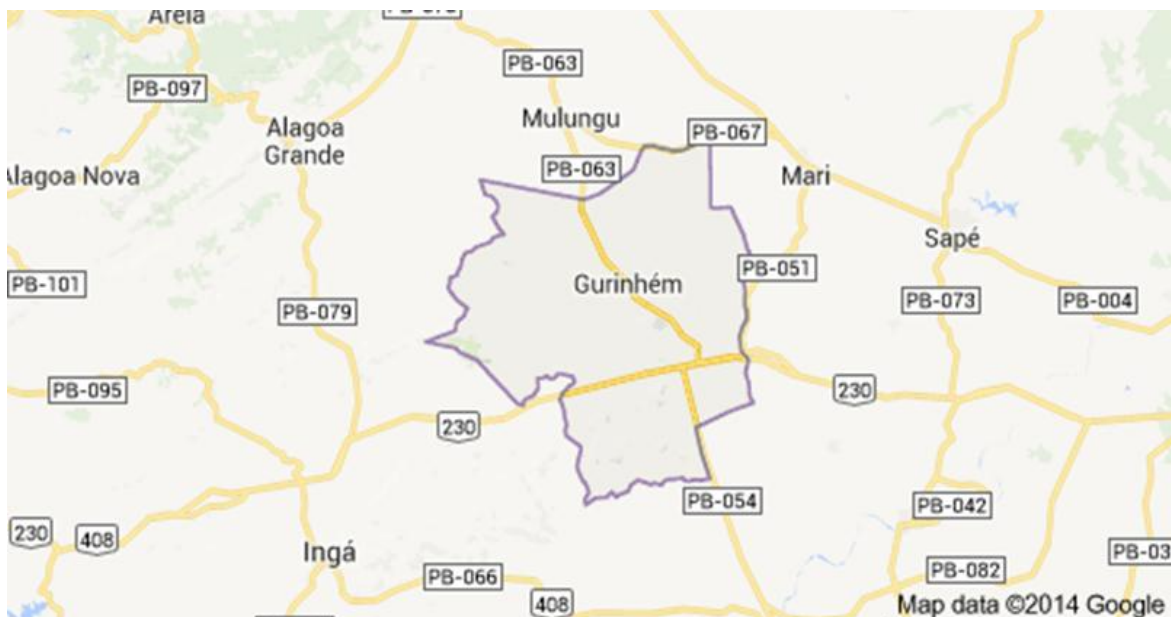 Areia
PB-063
PB-097
Mulungu
PB-067
Alagoa
Grande
PB-063
Alagoa Nova
Mari
Sapé
PB-051
PB-101
Gurinhém
PB-073
PB-004
PB-079
PB-095
230
230
PB-054
PB-042
230
408
Ingá
PB-03
PB-066
PB-082
408
Map data ©2014 Google